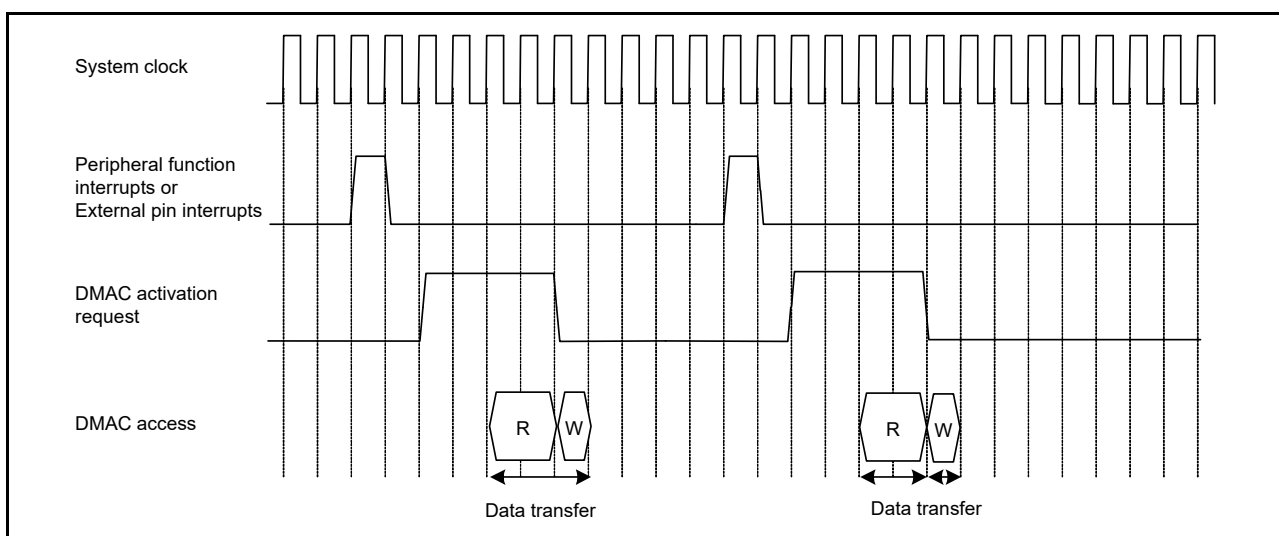 System clock
Peripheral function
interrupts or
External pin interrupts
DMAC activation
request
DMAC access
R
W
R
W
Data transfer
Data transfer